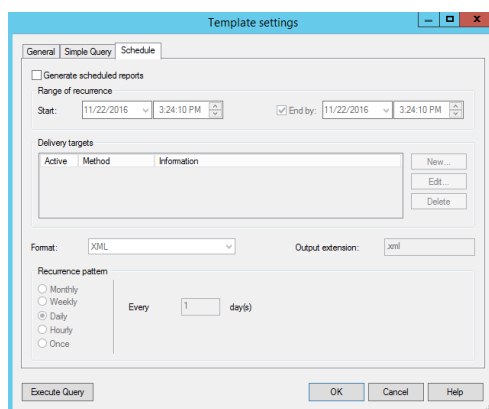 Template settings
General Simple Query Schedule
Generate scheduled reports
Range of recurrence
Start: 11/22/2016 3:24:10 PM End by: 11/22/2016 3:24:10 PM
Delivery targets
Active Method Information
New...
Edit...
Delete
Format: XML Output extension: .xml
Recurrence pattern
Monthly
Weekly
Daily
Hourly
Once
Every 1 day(s)
Execute Query OK Cancel Help